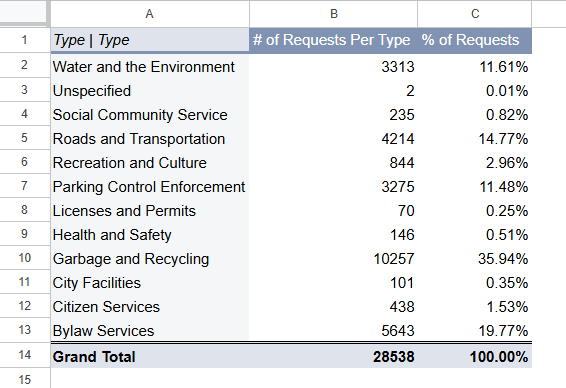 A B C
1 Type | Type # of Requests Per Type % of Requests
2 Water and the Environment 3313 11.61%
3 Unspecified 2 0.01%
4 Social Community Service 235 0.82%
5 Roads and Transportation 4214 14.77%
6 Recreation and Culture 844 2.96%
7 Parking Control Enforcement 3275 11.48%
8 Licenses and Permits 70 0.25%
9 Health and Safety 146 0.51%
10 Garbage and Recycling 10257 35.94%
11 City Facilities 101 0.35%
12 Citizen Services 438 1.53%
13 Bylaw Services 5643 19.77%
14 Grand Total 28538 100.00%
15